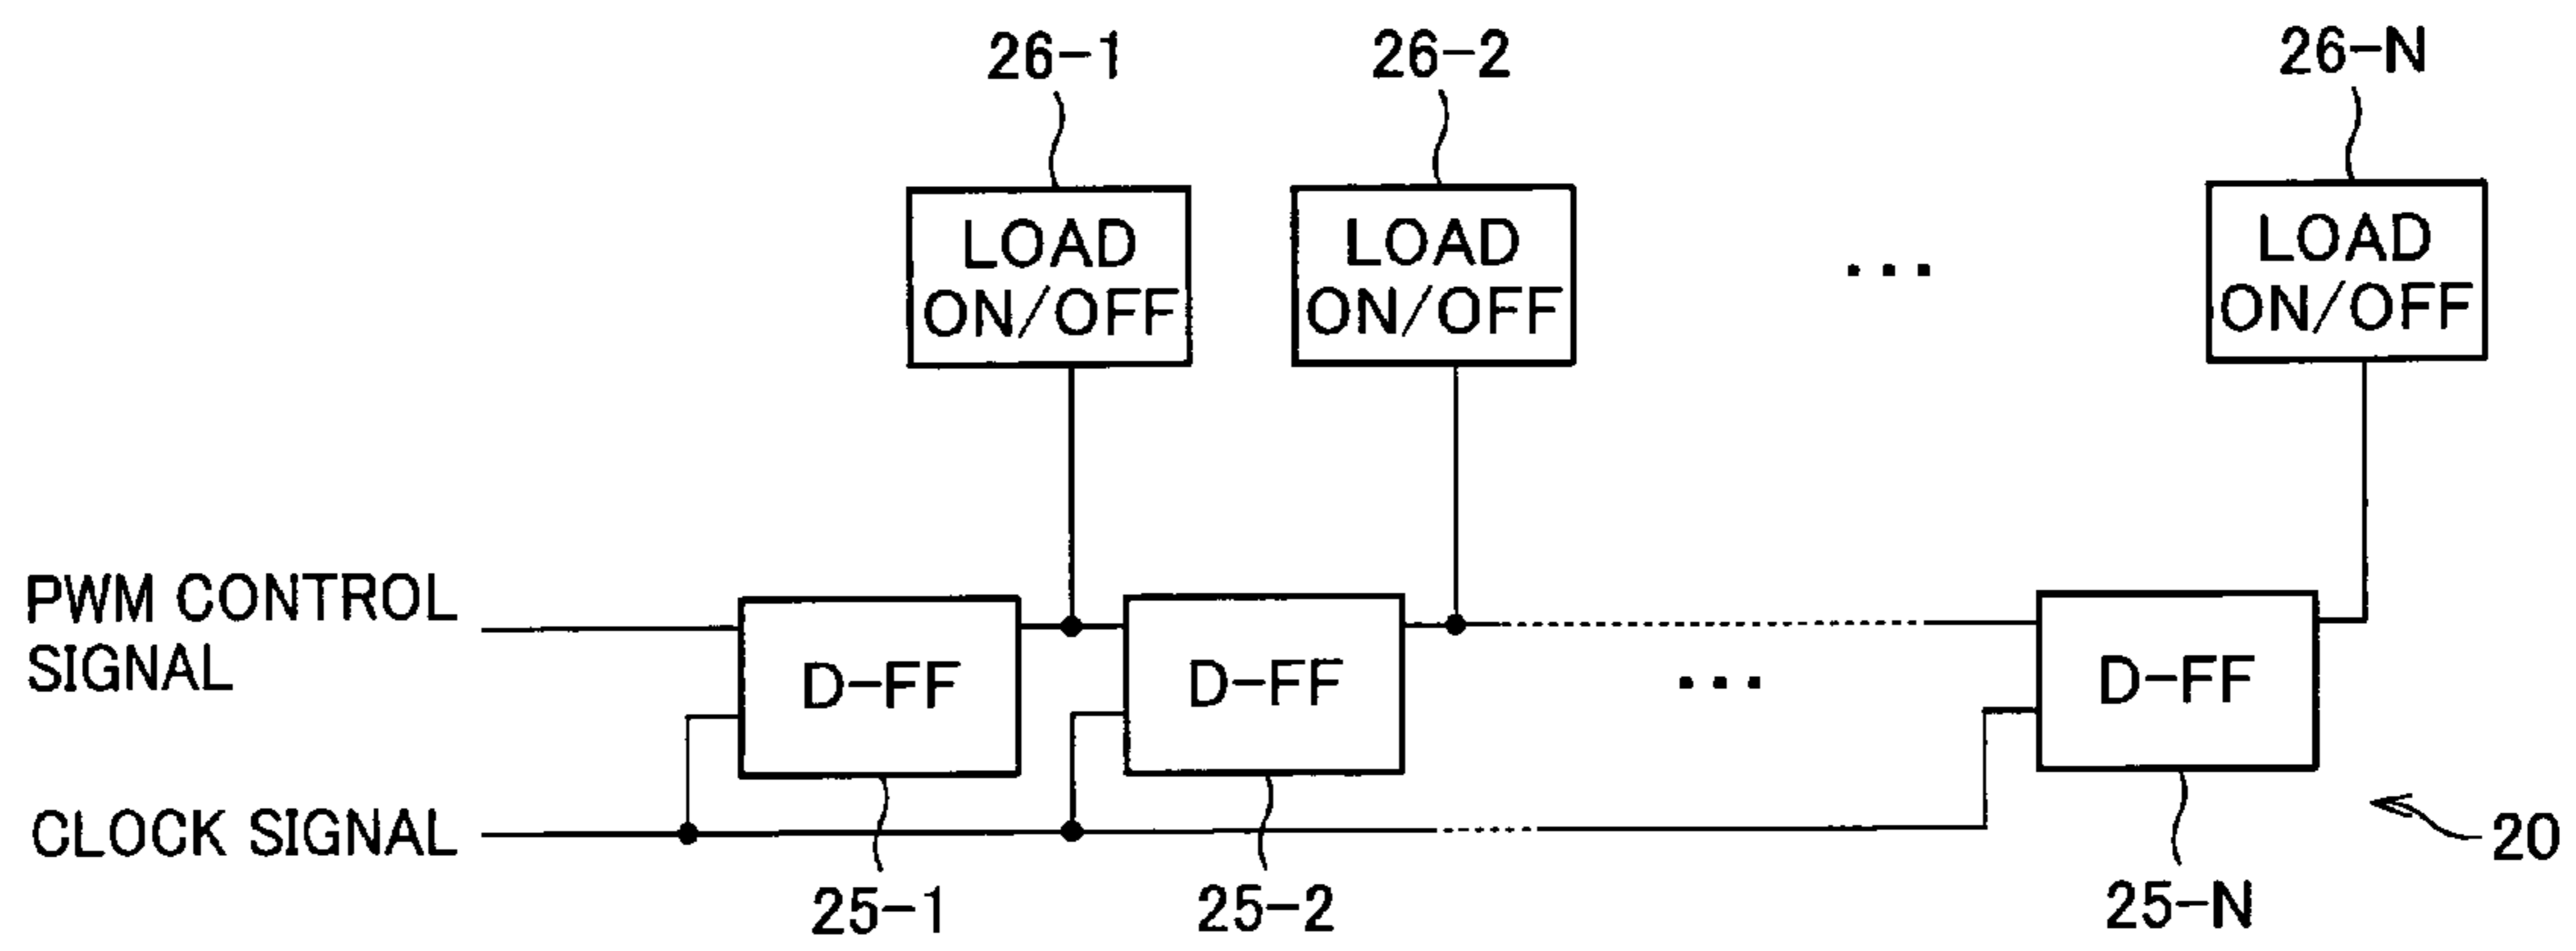 26-1
26-2
26-N
LOAD
ON/OFF
LOAD
ON/OFF
...
LOAD
ON/OFF
PWM CONTROL
SIGNAL
D-FF
D-FF
...
D-FF
CLOCK SIGNAL
20
25-1
25-2
25-N